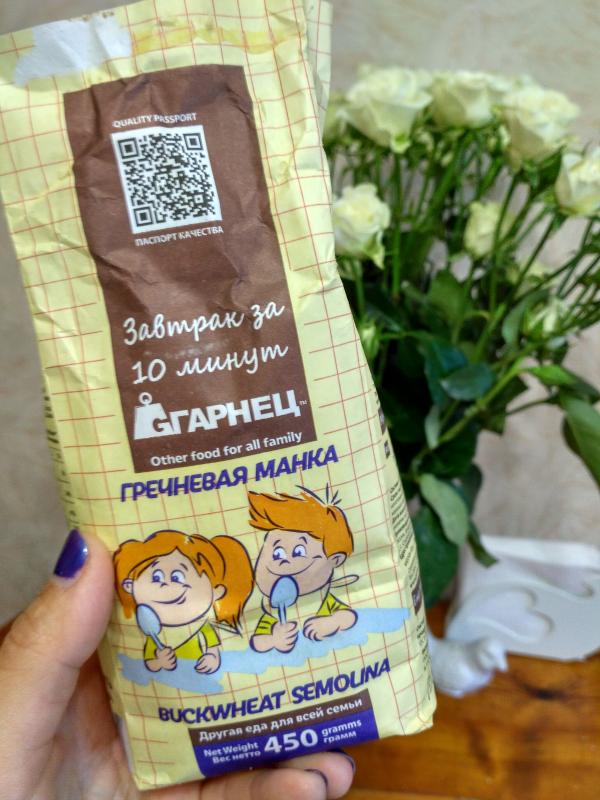 QUALITY PASSPORT
ПАСПОРТ КАЧЕСТВА
Завтрак за
10 минут
ГАРНЕЦ™
Other food for all family
ГРЕЧНЕВАЯ МАНКА
BUCKWHEAT SEMOLINA
Другая еда для всей семьи
Net Weight 450 gramms
Вес нетто грамм